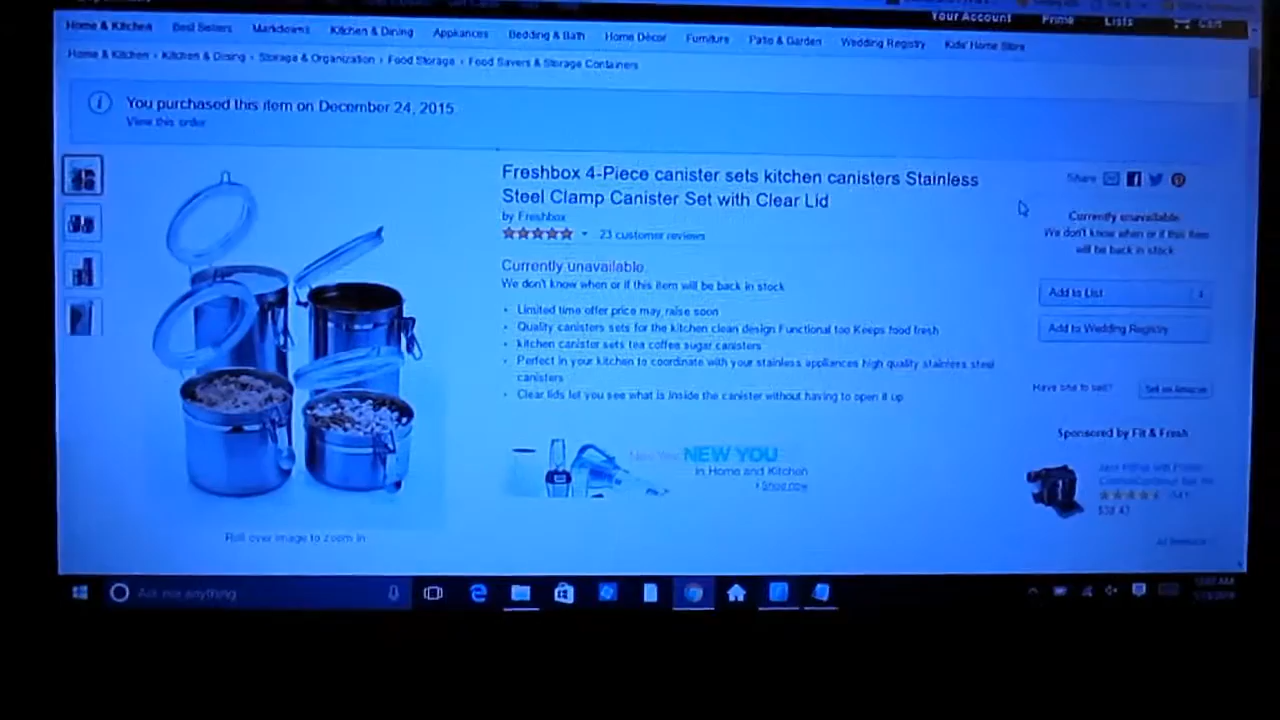 Your Account Prime Lists Cart
Home & Kitchen Best Sellers Markdowns Kitchen & Dining Appliances Bedding & Bath Home Décor Furniture Patio & Garden Wedding Registry Kids' Home Store
Home & Kitchen › Kitchen & Dining › Storage & Organization › Food Storage › Food Savers & Storage Containers
You purchased this item on December 24, 2015.
View this order
Freshbox 4-Piece canister sets kitchen canisters Stainless
Steel Clamp Canister Set with Clear Lid
by Freshbox
23 customer reviews
Currently unavailable.
We don't know when or if this item will be back in stock
• Limited time offer price may raise soon
• Quality canisters sets for the kitchen clean design Functional too Keeps food fresh
• kitchen canister sets tea coffee sugar canisters
• Perfect in your kitchen to coordinate with your stainless appliances high quality stainless steel
canisters
• Clear lids let you see what is inside the canister without having to open it up
NEW YOU
in Home and Kitchen
› Shop now
Roll over image to zoom in
Share
Currently unavailable.
We don't know when or if this item
will be back in stock
Add to List
Add to Wedding Registry
Have one to sell?
Sell on Amazon
Sponsored by Fit & Fresh
Ask me anything